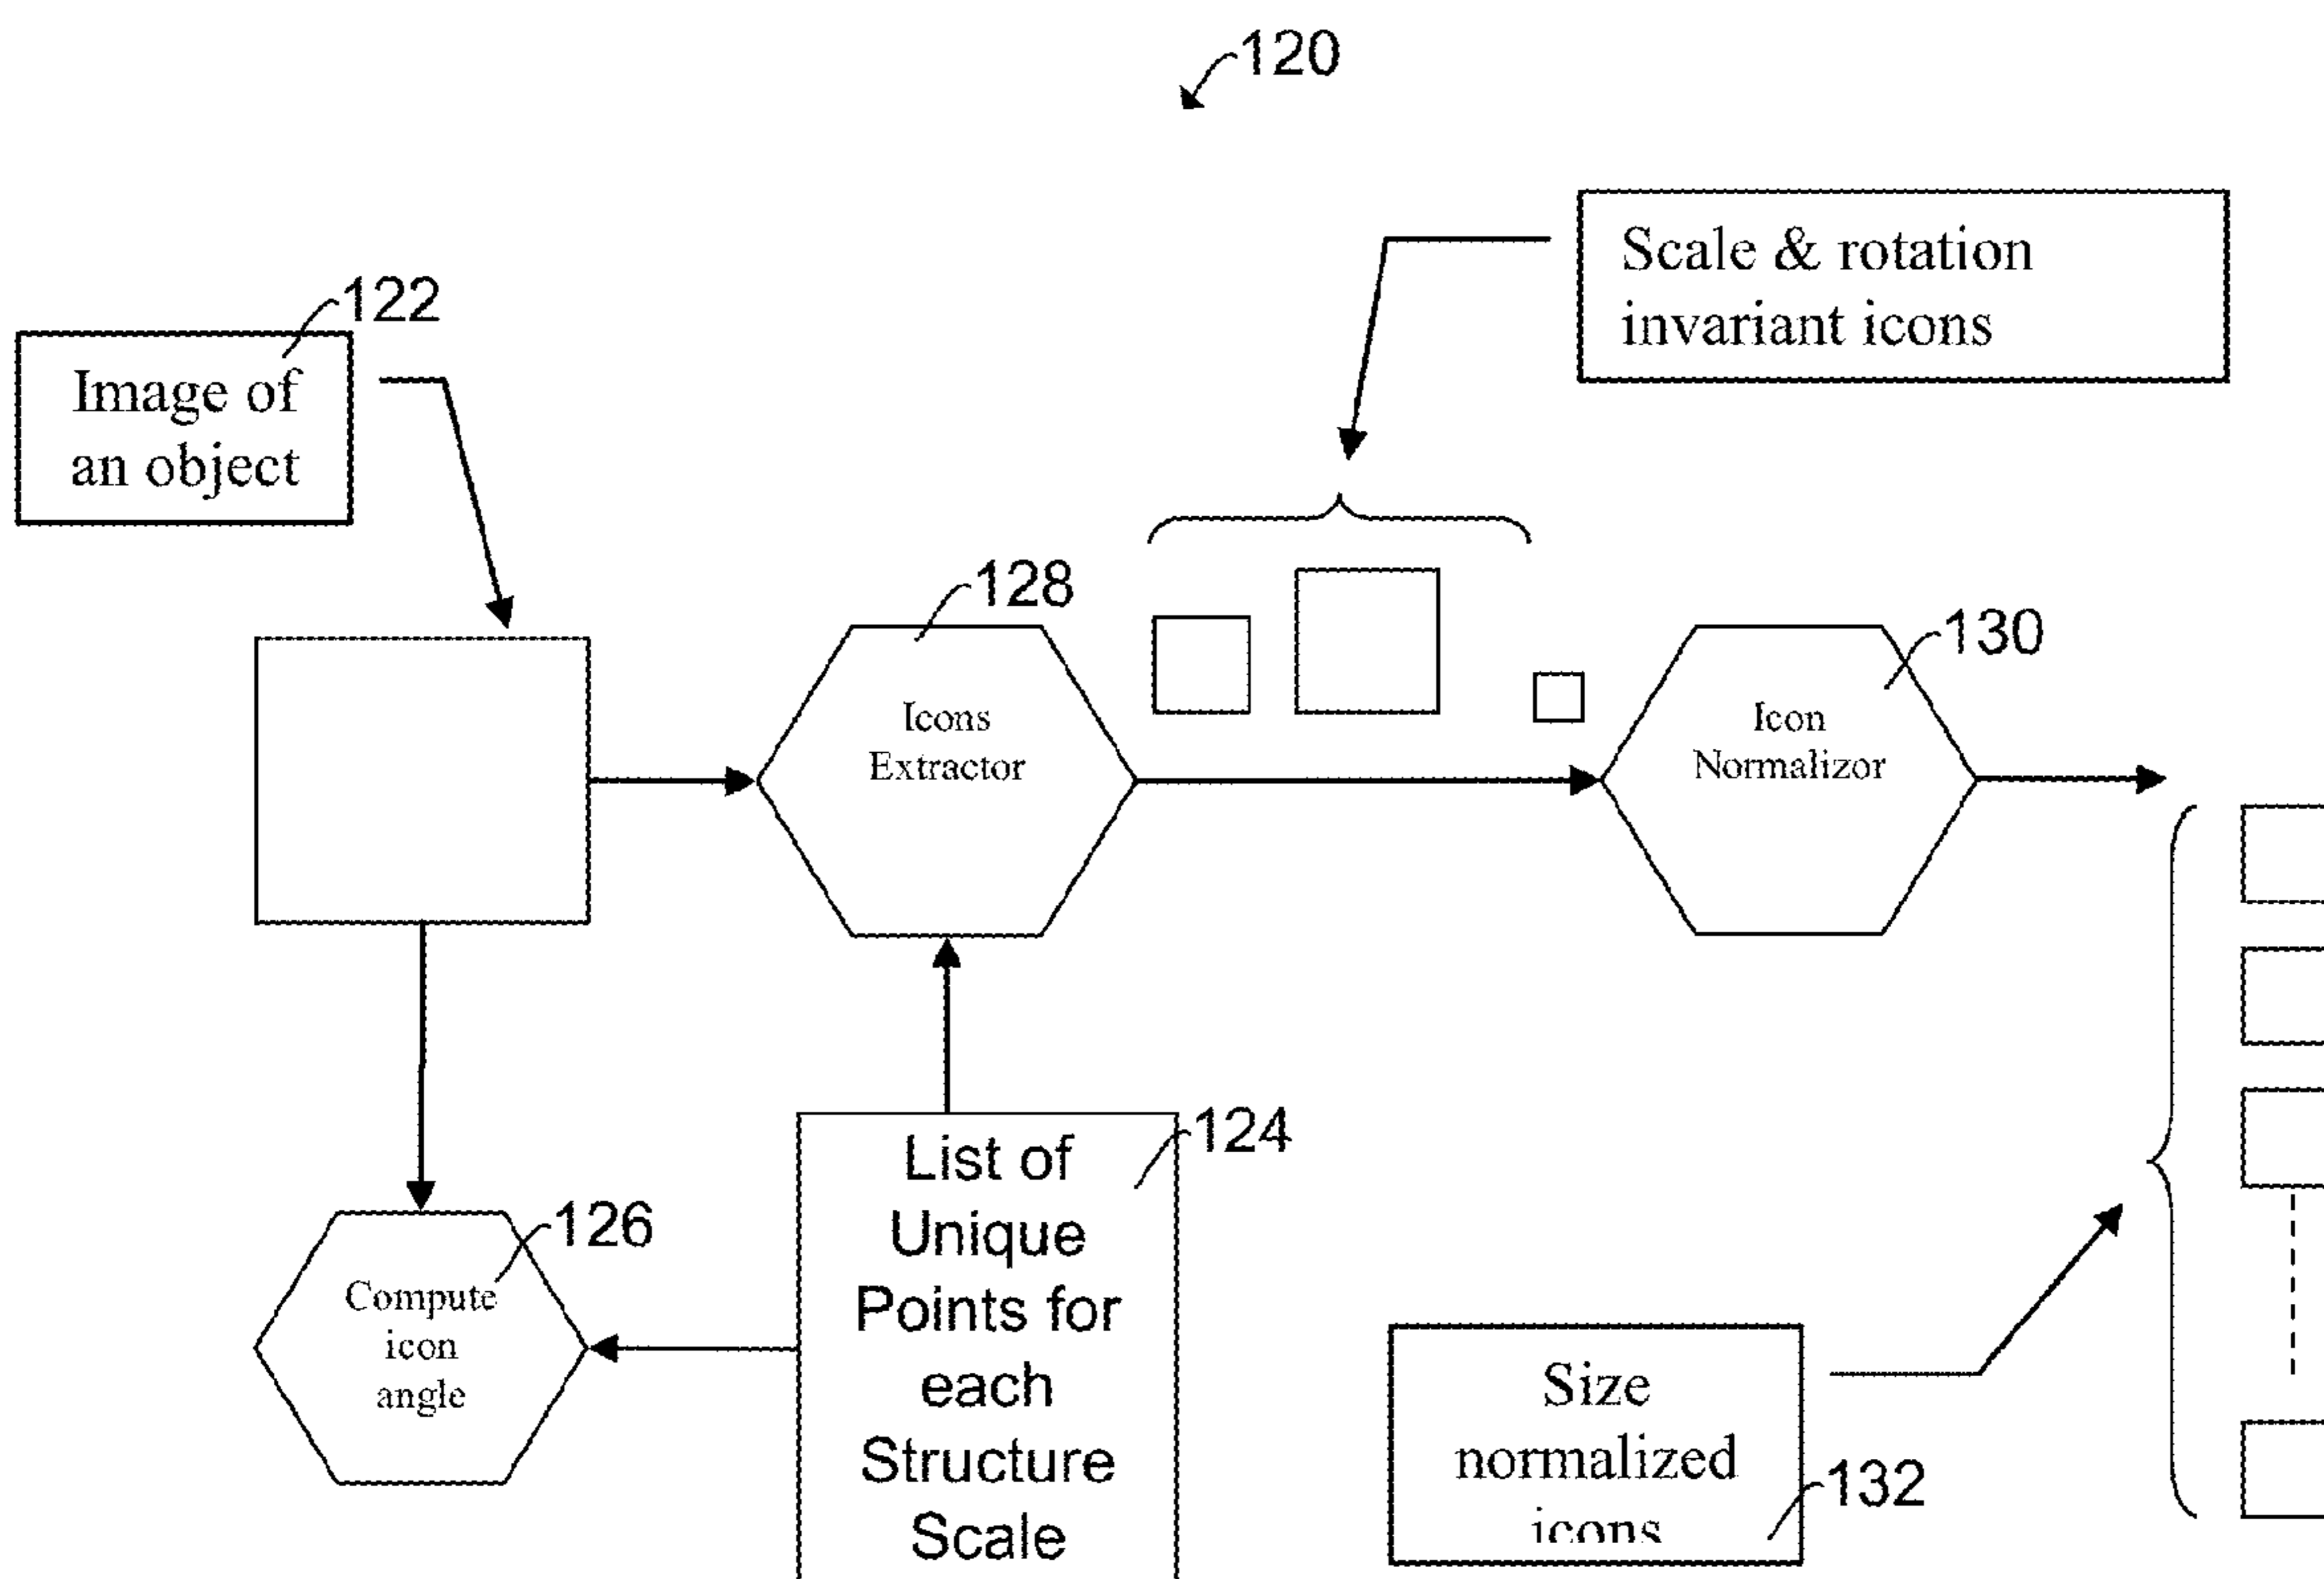 120
Scale & rotation
invariant icons
122
Image of
an object
128
130
Icons
Extractor
Icon
Normalizor
124
List of
Unique
Points for
each
Structure
Scale
126
Compute
icon
angle
Size
normalized
icons
132